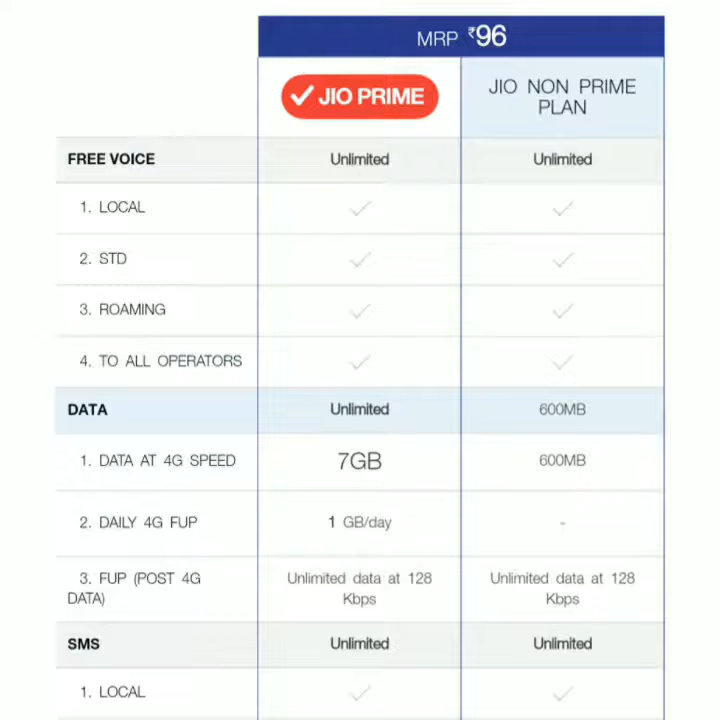 MRP ₹96
JIO PRIME
JIO NON PRIME
PLAN
FREE VOICE Unlimited Unlimited
1. LOCAL
2. STD
3. ROAMING
4. TO ALL OPERATORS
DATA Unlimited 600MB
1. DATA AT 4G SPEED 7GB 600MB
2. DAILY 4G FUP 1 GB/day -
3. FUP (POST 4G
DATA)
Unlimited data at 128
Kbps
Unlimited data at 128
Kbps
SMS Unlimited Unlimited
1. LOCAL